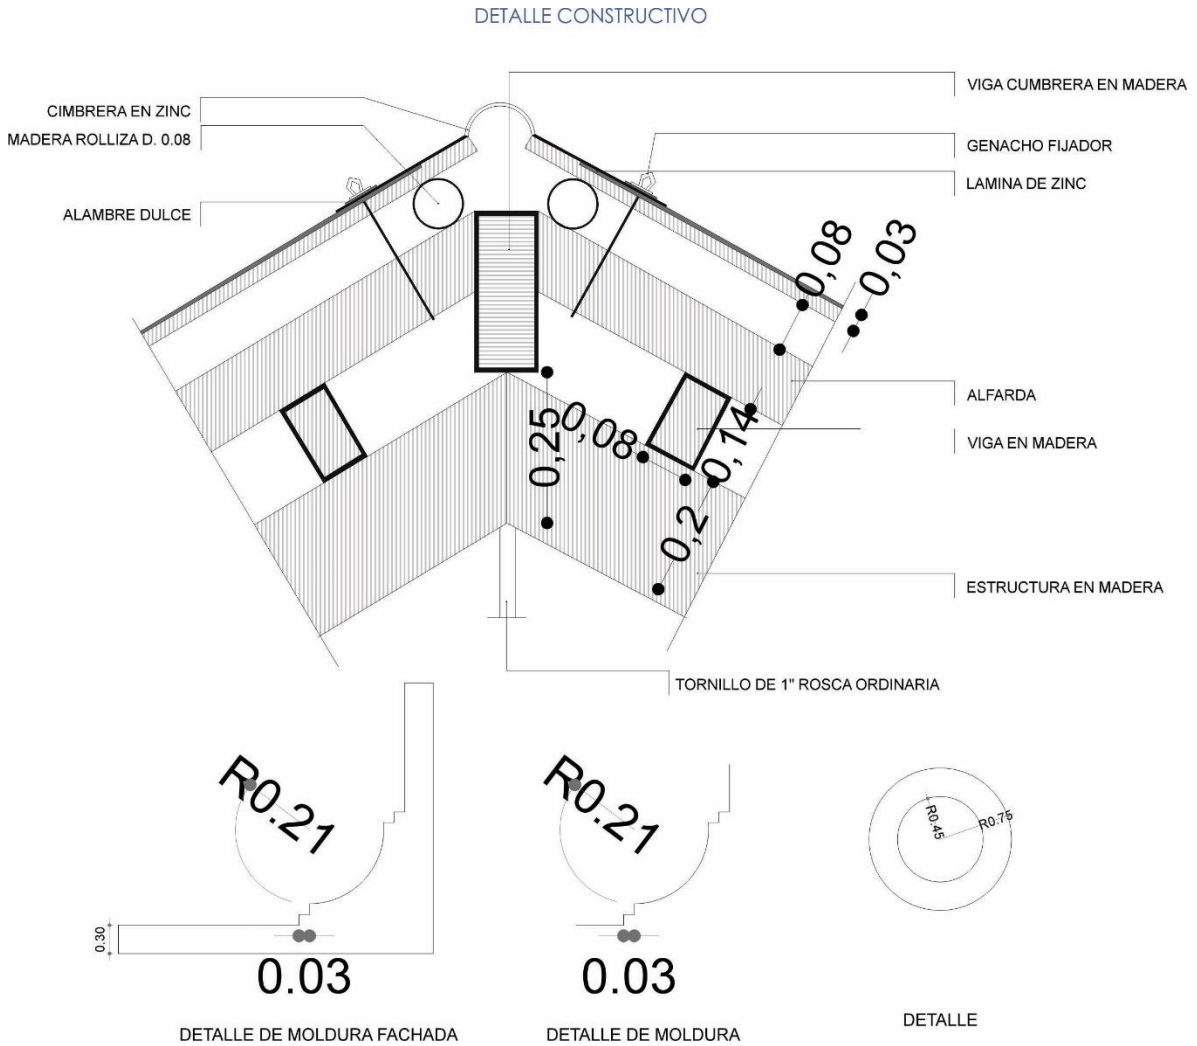 DETALLE CONSTRUCTIVO
VIGA CUMBRERA EN MADERA
CIMBRERA EN ZINC
MADERA ROLLIZA D. 0.08
GENACHO FIJADOR
LAMINA DE ZINC
ALAMBRE DULCE
0,08
0,03
ALFARDA
0,25
0,08
0,14
VIGA EN MADERA
0,2
ESTRUCTURA EN MADERA
TORNILLO DE 1" ROSCA ORDINARIA
R0.21
R0.21
R0.45
R0.75
0.30
0.03
0.03
DETALLE DE MOLDURA FACHADA
DETALLE DE MOLDURA
DETALLE